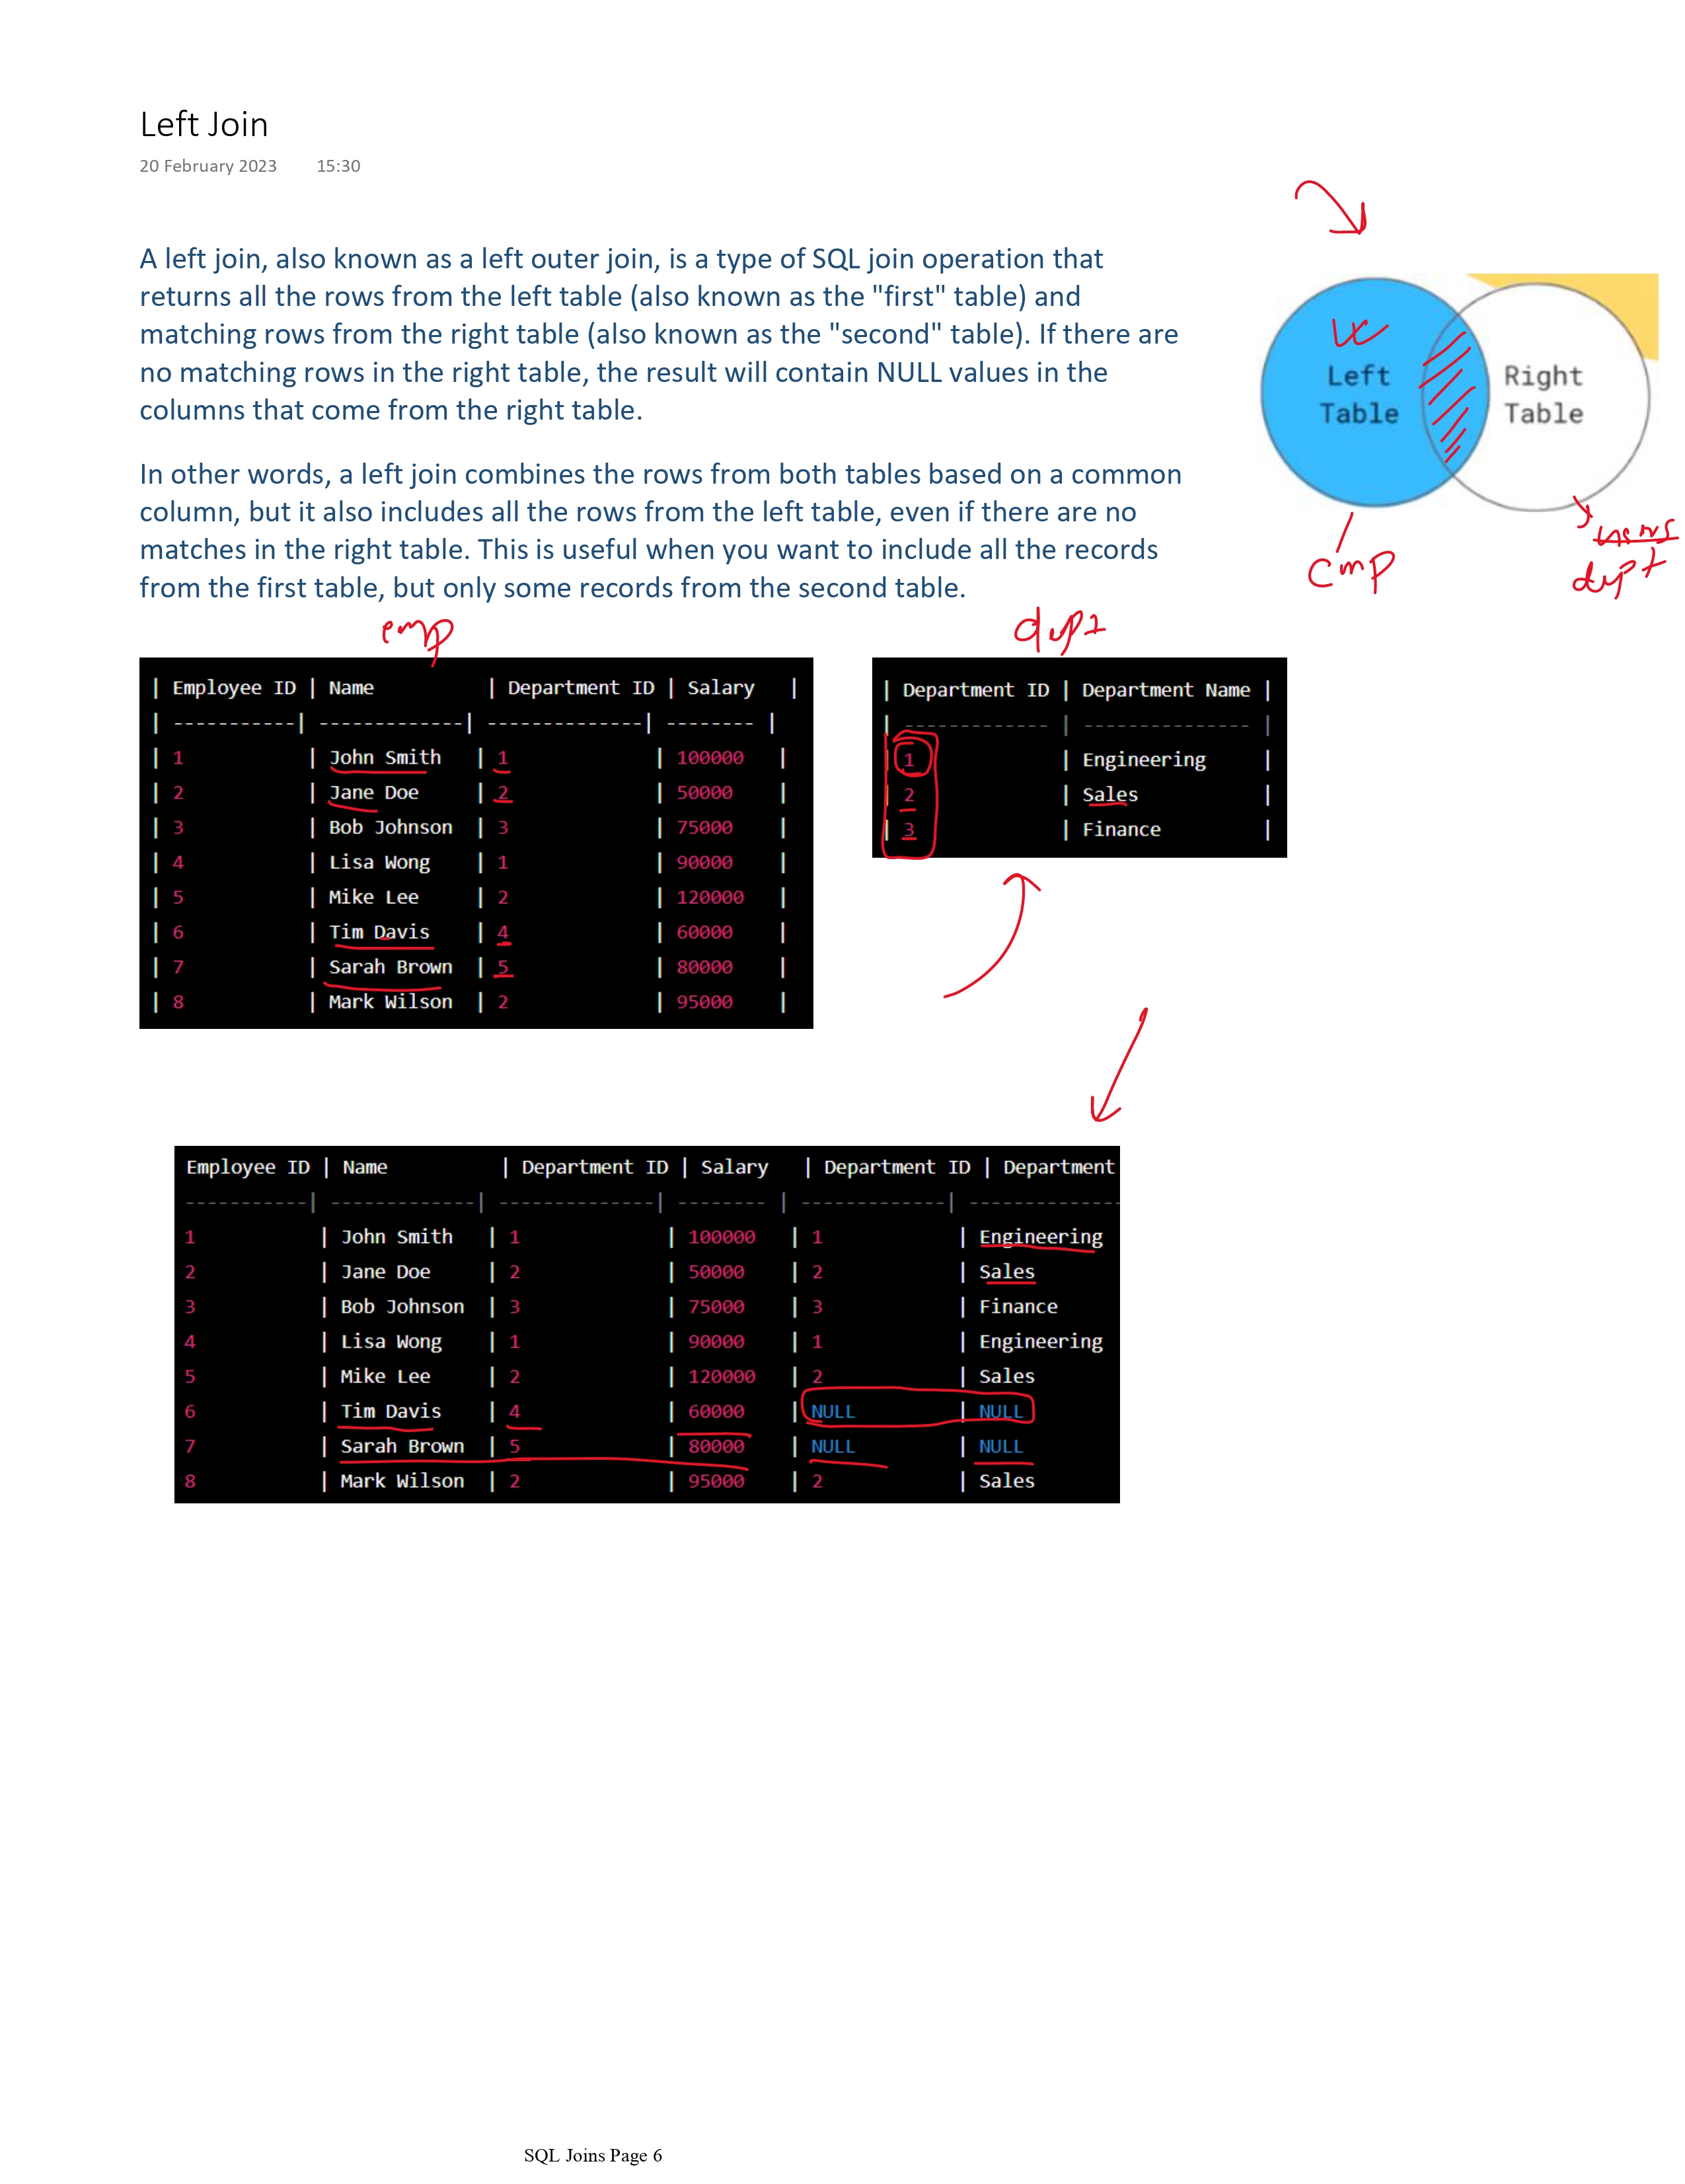 Left Join
20 February 2023 15:30
A left join, also known as a left outer join, is a type of SQL join operation that
returns all the rows from the left table (also known as the "first" table) and
matching rows from the right table (also known as the "second" table). If there are
no matching rows in the right table, the result will contain NULL values in the
columns that come from the right table.
In other words, a left join combines the rows from both tables based on a common
column, but it also includes all the rows from the left table, even if there are no
matches in the right table. This is useful when you want to include all the records
from the first table, but only some records from the second table.
Left
Table
Right
Table
emp
dept
emp
dept
| Employee ID | Name | Department ID | Salary |
| -----------| -------------| --------------| -------- |
| 1 | John Smith | 1 | 100000 |
| 2 | Jane Doe | 2 | 50000 |
| 3 | Bob Johnson | 3 | 75000 |
| 4 | Lisa Wong | 1 | 90000 |
| 5 | Mike Lee | 2 | 120000 |
| 6 | Tim Davis | 4 | 60000 |
| 7 | Sarah Brown | 5 | 80000 |
| 8 | Mark Wilson | 2 | 95000 |
| Department ID | Department Name |
| ------------- | --------------- |
| 1 | Engineering |
| 2 | Sales |
| 3 | Finance |
Employee ID | Name | Department ID | Salary | Department ID | Department
-----------| -------------| --------------| -------- | -------------| -------------
1 | John Smith | 1 | 100000 | 1 | Engineering
2 | Jane Doe | 2 | 50000 | 2 | Sales
3 | Bob Johnson | 3 | 75000 | 3 | Finance
4 | Lisa Wong | 1 | 90000 | 1 | Engineering
5 | Mike Lee | 2 | 120000 | 2 | Sales
6 | Tim Davis | 4 | 60000 | NULL | NULL
7 | Sarah Brown | 5 | 80000 | NULL | NULL
8 | Mark Wilson | 2 | 95000 | 2 | Sales
SQL Joins Page 6